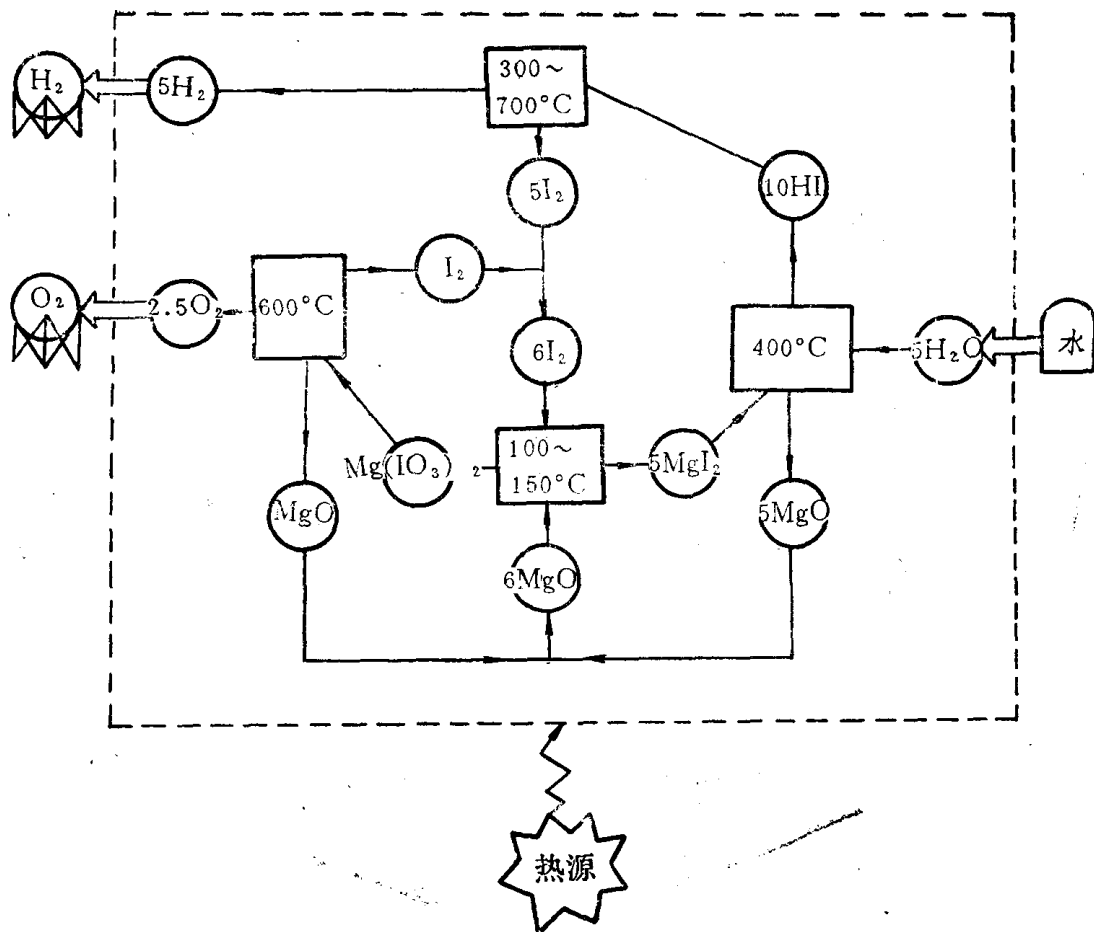 300~
700°C
H₂
5H₂
5I₂
10HI
I₂
O₂
2.5O₂
600°C
6I₂
400°C
5H₂O
水
Mg(IO₃)₂
100~
150°C
5MgI₂
MgO
5MgO
6MgO
热源